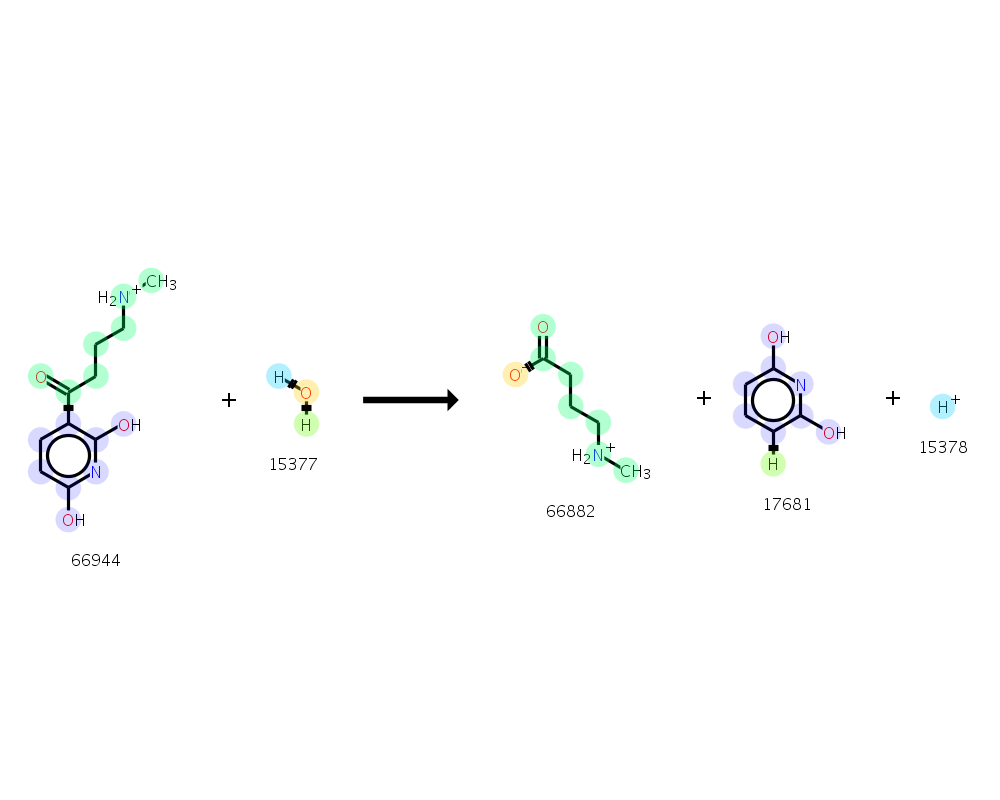 H2N+ CH3
O
OH
N
OH
66944
+
H
O
H
15377
O
O-
H2N+
CH3
66882
+
OH
N
OH
H
17681
+
H+
15378